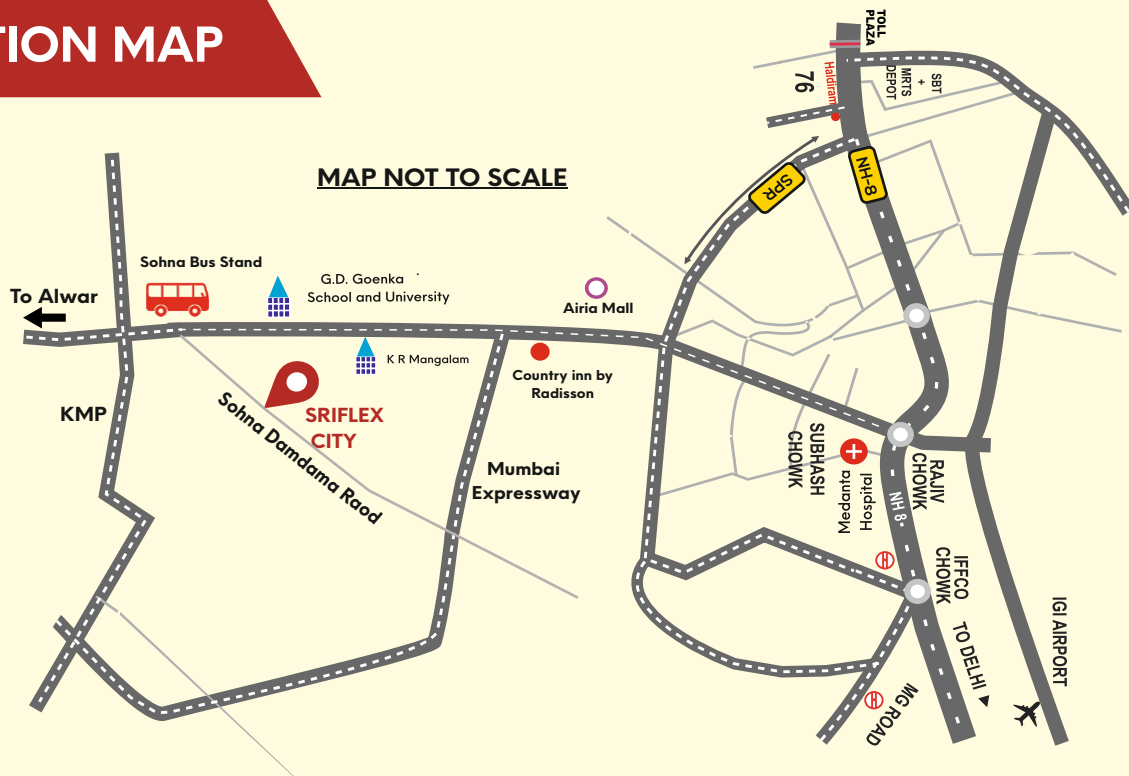 TION MAP
MAP NOT TO SCALE
TOLL
PLAZA
76
Haldiram
SBT
+
MRTS
DEPOT
SPR
NH-8
Sohna Bus Stand
G.D. Goenka
School and University
To Alwar
Airia Mall
K R Mangalam
Country inn by
Radisson
KMP
SRIFLEX
CITY
Sohna Damdama Raod
Mumbai
Expressway
SUBHASH
CHOWK
Medanta
Hospital
RAJIV
CHOWK
NH 8-
IFFCO
CHOWK
TO DELHI
IGI AIRPORT
MG ROAD